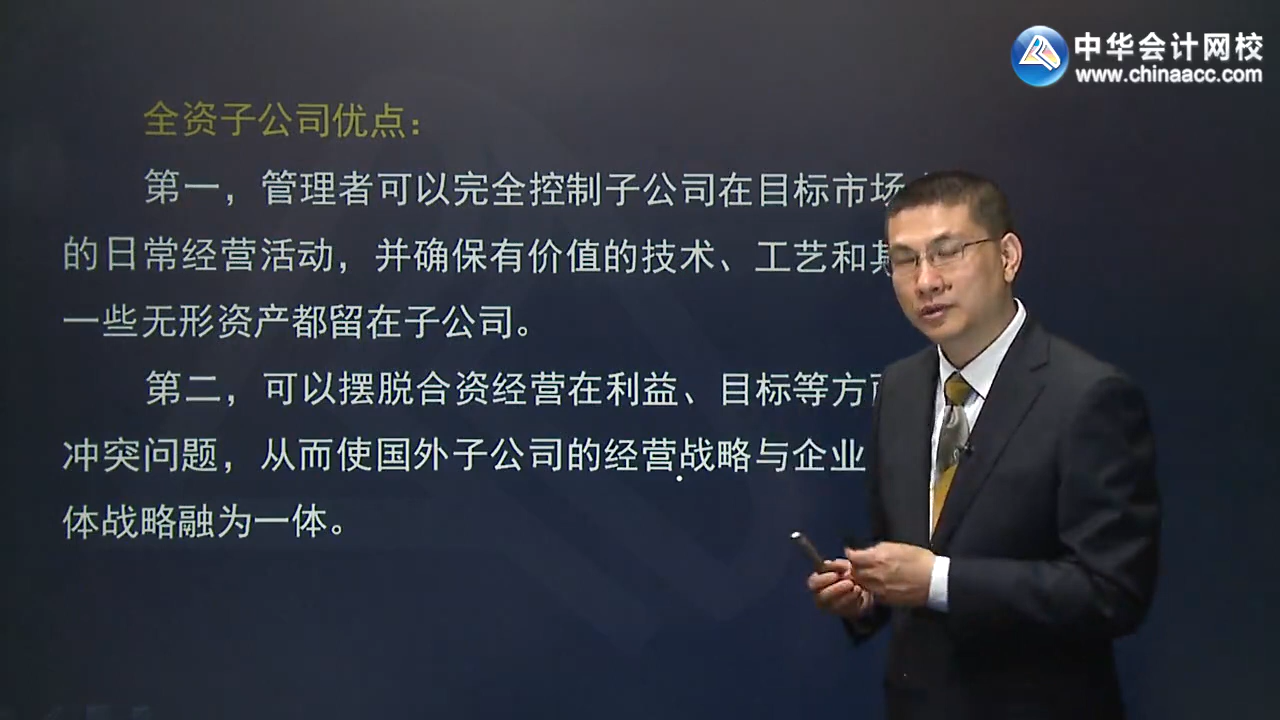 中华会计网校
www.chinaacc.com
全资子公司优点：
第一，管理者可以完全控制子公司在目标市场
的日常经营活动，并确保有价值的技术、工艺和其
一些无形资产都留在子公司。
第二，可以摆脱合资经营在利益、目标等方面
冲突问题，从而使国外子公司的经营战略与企业
体战略融为一体。